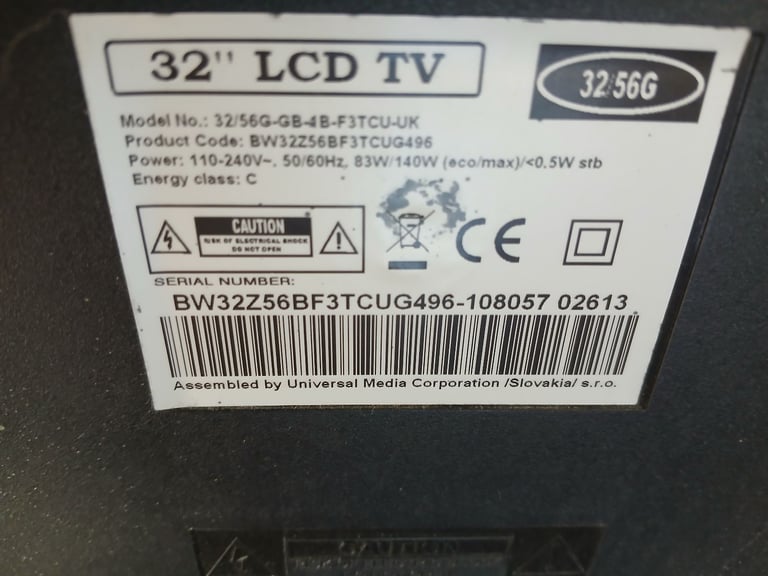 32" LCD TV
32/56G
Model No.: 32/56G-GB-4B-F3TCU-UK
Product Code: BW32Z56BF3TCUG496
Power: 110-240V~, 50/60Hz, 83W/140W (eco/max)/<0.5W stb
Energy class: C
CAUTION
RISK OF ELECTRICAL SHOCK
DO NOT OPEN
CE
SERIAL NUMBER:
BW32Z56BF3TCUG496-108057 02613
Assembled by Universal Media Corporation /Slovakia/ s.r.o.
CAUTION